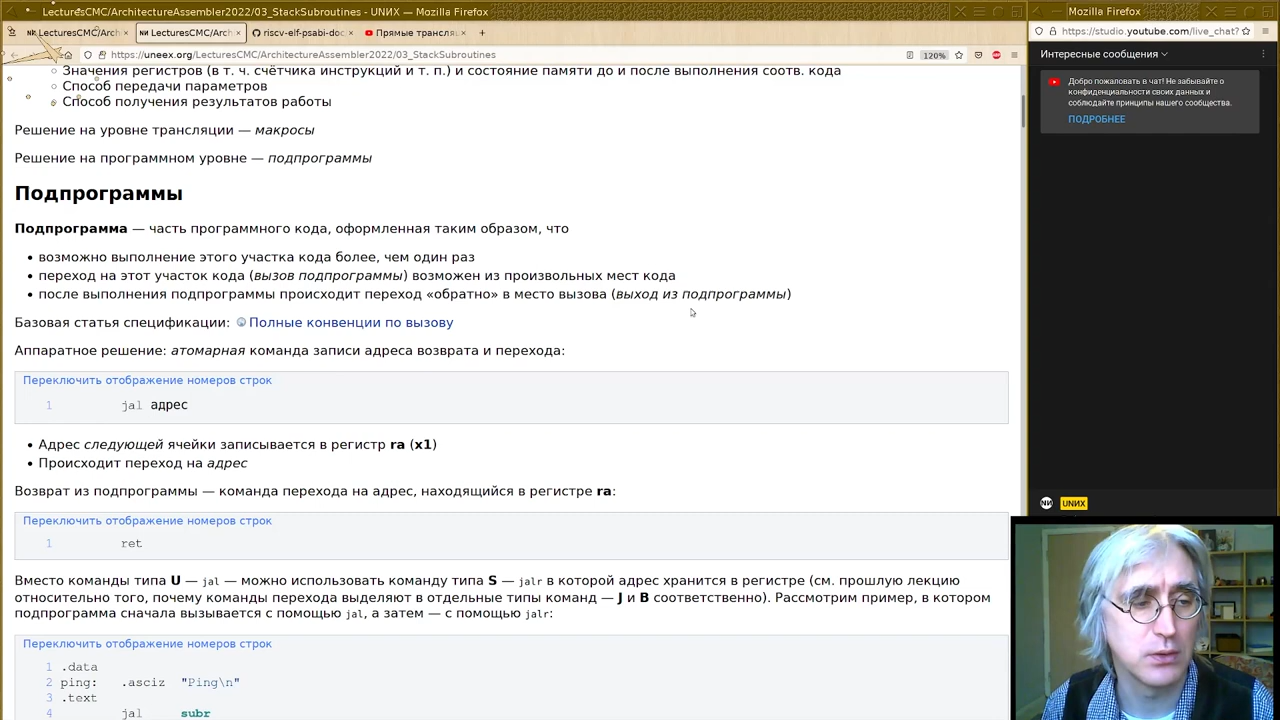 LecturesCMC/ArchitectureAssembler2022/03_StackSubroutines - UNИX — Mozilla Firefox
Mozilla Firefox
LecturesCMC/Arch
LecturesCMC/Arch
riscv-elf-psabi-doc
Прямые трансляц
https://uneex.org/LecturesCMC/ArchitectureAssembler2022/03_StackSubroutines
120%
https://studio.youtube.com/live_chat?
Значения регистров (в т. ч. счётчика инструкций и т. п.) и состояние памяти до и после выполнения соотв. кода
Способ передачи параметров
Способ получения результатов работы
Решение на уровне трансляции — макросы
Решение на программном уровне — подпрограммы
Подпрограммы
Подпрограмма — часть программного кода, оформленная таким образом, что
возможно выполнение этого участка кода более, чем один раз
переход на этот участок кода (вызов подпрограммы) возможен из произвольных мест кода
после выполнения подпрограммы происходит переход «обратно» в место вызова (выход из подпрограммы)
Базовая статья спецификации: Полные конвенции по вызову
Аппаратное решение: атомарная команда записи адреса возврата и перехода:
Переключить отображение номеров строк
1 jal адрес
Адрес следующей ячейки записывается в регистр ra (x1)
Происходит переход на адрес
Возврат из подпрограммы — команда перехода на адрес, находящийся в регистре ra:
Переключить отображение номеров строк
1 ret
Вместо команды типа U — jal — можно использовать команду типа S — jalr в которой адрес хранится в регистре (см. прошлую лекцию
относительно того, почему команды перехода выделяют в отдельные типы команд — J и B соответственно). Рассмотрим пример, в котором
подпрограмма сначала вызывается с помощью jal, а затем — с помощью jalr:
Переключить отображение номеров строк
1 .data
2 ping: .asciz "Ping\n"
3 .text
4 jal subr
Интересные сообщения
Добро пожаловать в чат! Не забывайте о
конфиденциальности своих данных и
соблюдайте принципы нашего сообщества.
ПОДРОБНЕЕ
UNИX